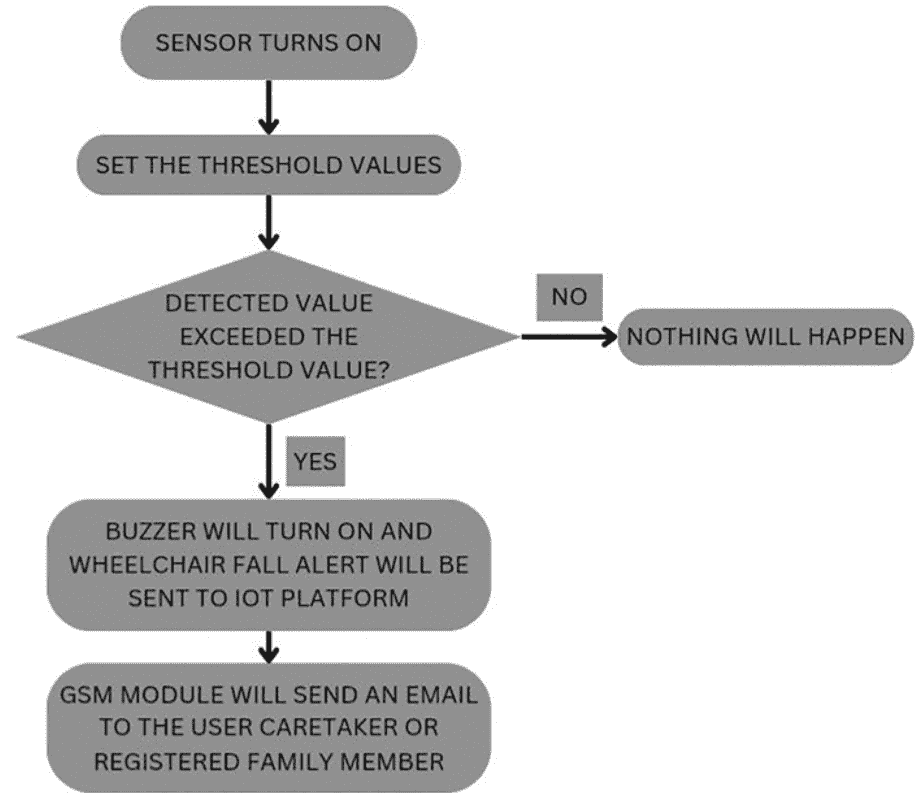 SENSOR TURNS ON
SET THE THRESHOLD VALUES
DETECTED VALUE
EXCEEDED THE
THRESHOLD VALUE?
NO
NOTHING WILL HAPPEN
YES
BUZZER WILL TURN ON AND
WHEELCHAIR FALL ALERT WILL BE
SENT TO IOT PLATFORM
GSM MODULE WILL SEND AN EMAIL
TO THE USER CARETAKER OR
REGISTERED FAMILY MEMBER